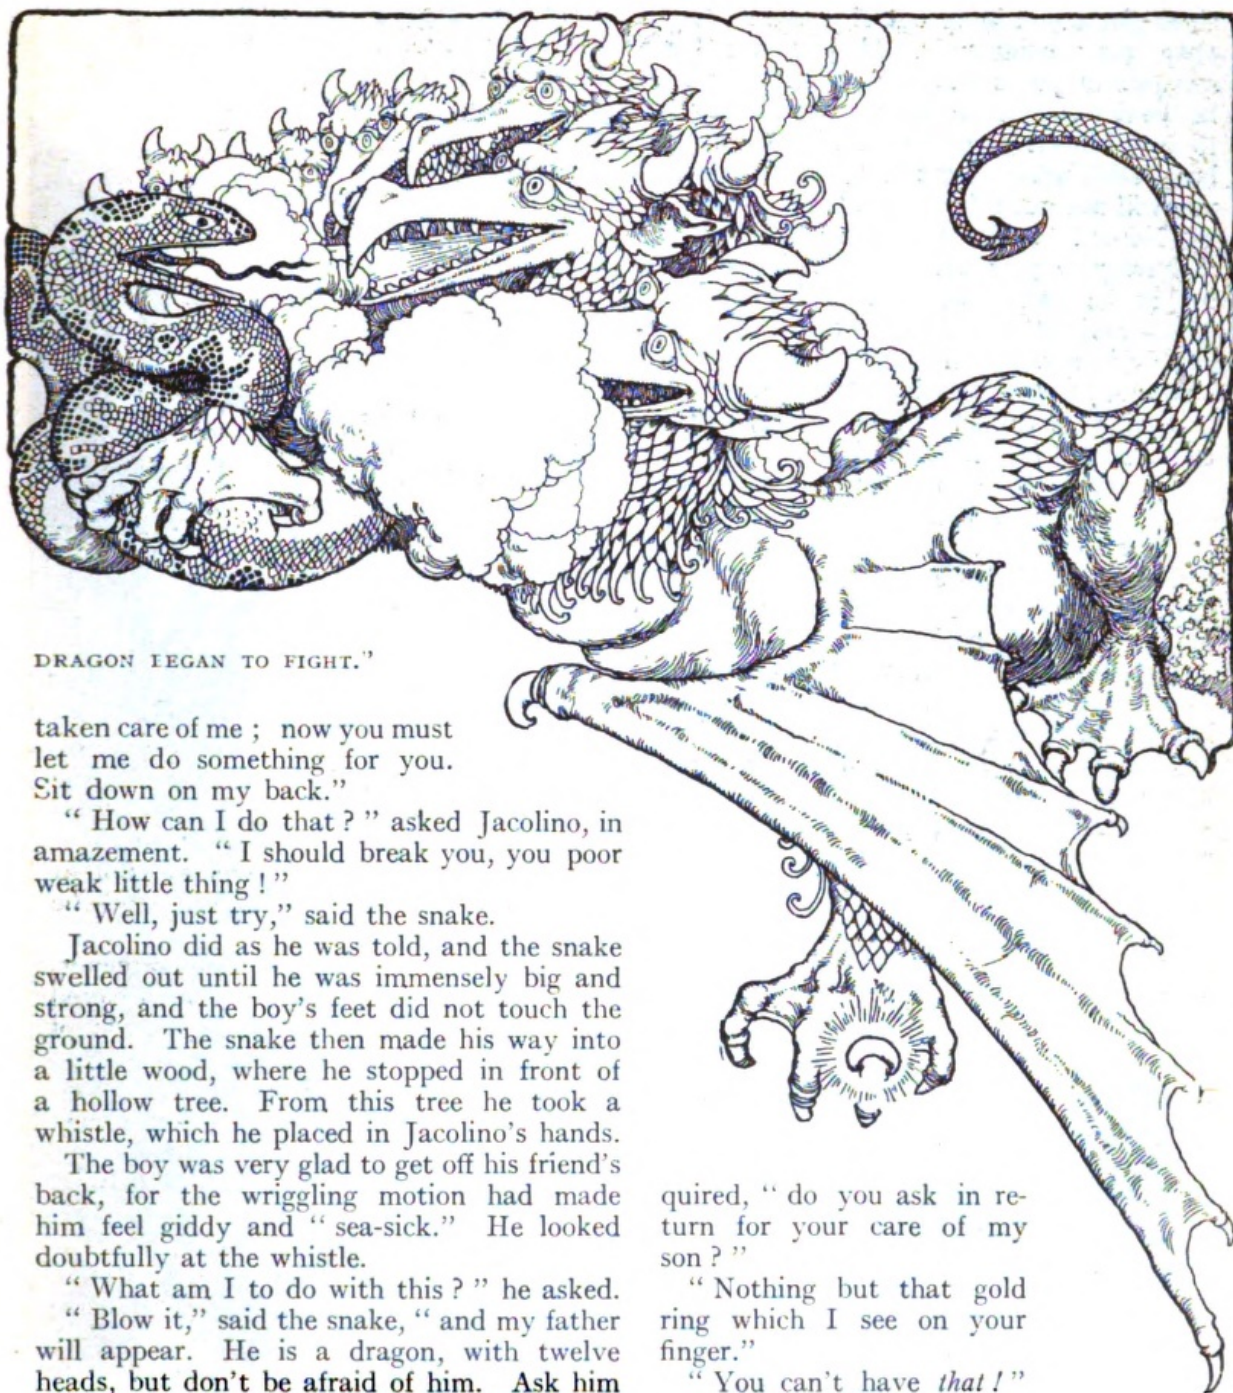 DRAGON BEGAN TO FIGHT."
taken care of me ; now you must
let me do something for you.
Sit down on my back."
" How can I do that ? " asked Jacolino, in
amazement. " I should break you, you poor
weak little thing ! "
" Well, just try," said the snake.
Jacolino did as he was told, and the snake
swelled out until he was immensely big and
strong, and the boy's feet did not touch the
ground. The snake then made his way into
a little wood, where he stopped in front of
a hollow tree. From this tree he took a
whistle, which he placed in Jacolino's hands.
The boy was very glad to get off his friend's
back, for the wriggling motion had made
him feel giddy and " sea-sick." He looked
doubtfully at the whistle.
" What am I to do with this ? " he asked.
" Blow it," said the snake, " and my father
will appear. He is a dragon, with twelve
heads, but don't be afraid of him. Ask him
quired, " do you ask in re-
turn for your care of my
son ? "
" Nothing but that gold
ring which I see on your
finger."
" You can't have that ! "